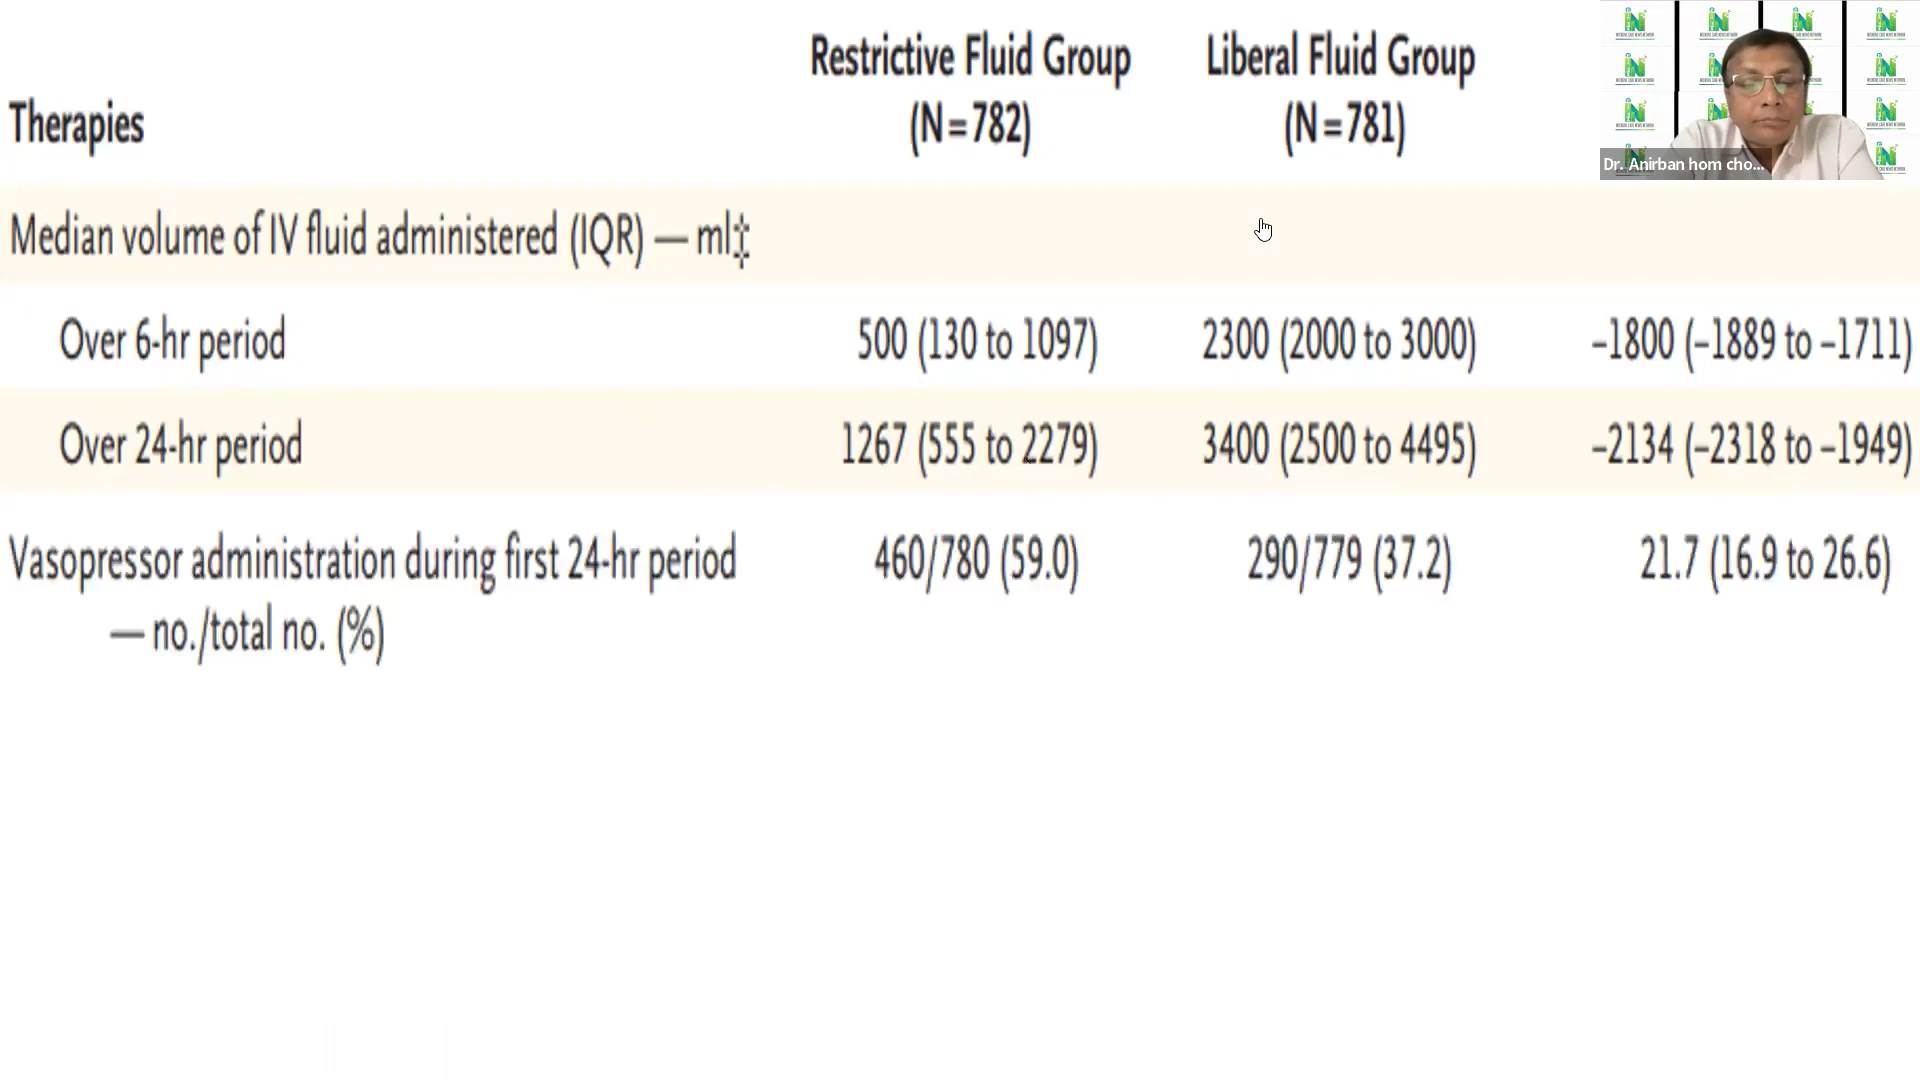 Restrictive Fluid Group Liberal Fluid Group
Therapies (N=782) (N=781)
Dr. Anirban hom cho...
Median volume of IV fluid administered (IQR) — ml‡
Over 6-hr period 500 (130 to 1097) 2300 (2000 to 3000) –1800 (–1889 to –1711)
Over 24-hr period 1267 (555 to 2279) 3400 (2500 to 4495) –2134 (–2318 to –1949)
Vasopressor administration during first 24-hr period 460/780 (59.0) 290/779 (37.2) 21.7 (16.9 to 26.6)
— no./total no. (%)